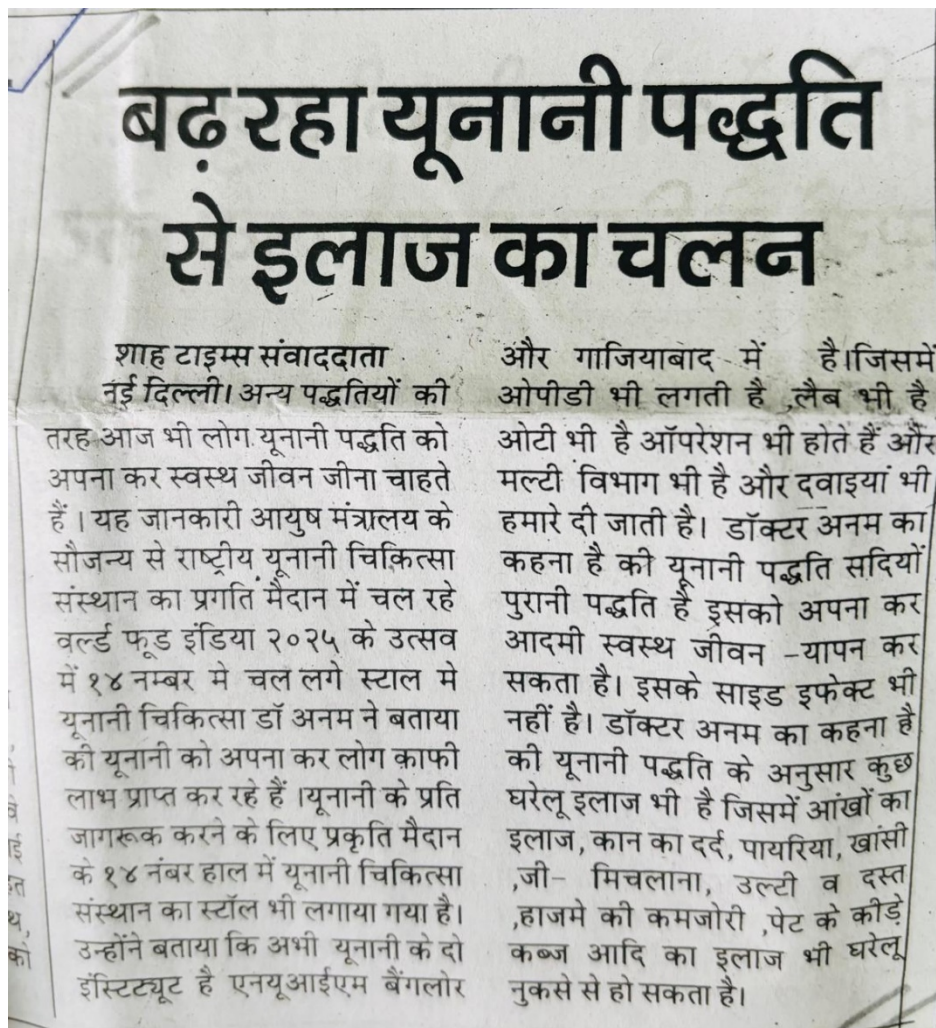 बढ़ रहा यूनानी पद्धति
से इलाज का चलन
शाह टाइम्स संवाददाता
नई दिल्ली। अन्य पद्धतियों की
तरह आज भी लोग यूनानी पद्धति को
अपना कर स्वस्थ जीवन जीना चाहते
हैं । यह जानकारी आयुष मंत्रालय के
सौजन्य से राष्ट्रीय यूनानी चिकित्सा
संस्थान का प्रगति मैदान में चल रहे
वर्ल्ड फूड इंडिया २०२५ के उत्सव
में १४ नम्बर मे चल लगे स्टाल मे
यूनानी चिकित्सा डॉ अनम ने बताया
की यूनानी को अपना कर लोग काफी
लाभ प्राप्त कर रहे हैं ।यूनानी के प्रति
जागरूक करने के लिए प्रकृति मैदान
के १४ नंबर हाल में यूनानी चिकित्सा
संस्थान का स्टॉल भी लगाया गया है।
उन्होंने बताया कि अभी यूनानी के दो
इंस्टिट्यूट है एनयूआईएम बैंगलोर
और गाजियाबाद में है।जिसमें
ओपीडी भी लगती है ,लैब भी है
ओटी भी है ऑपरेशन भी होते हैं और
मल्टी विभाग भी है और दवाइयां भी
हमारे दी जाती है। डॉक्टर अनम का
कहना है की यूनानी पद्धति सदियों
पुरानी पद्धति है इसको अपना कर
आदमी स्वस्थ जीवन -यापन कर
सकता है। इसके साइड इफेक्ट भी
नहीं है। डॉक्टर अनम का कहना है
की यूनानी पद्धति के अनुसार कुछ
घरेलू इलाज भी है जिसमें आंखों का
इलाज, कान का दर्द, पायरिया, खांसी
,जी- मिचलाना, उल्टी व दस्त
,हाजमे की कमजोरी ,पेट के कीड़े
कब्ज आदि का इलाज भी घरेलू
नुकसे से हो सकता है।